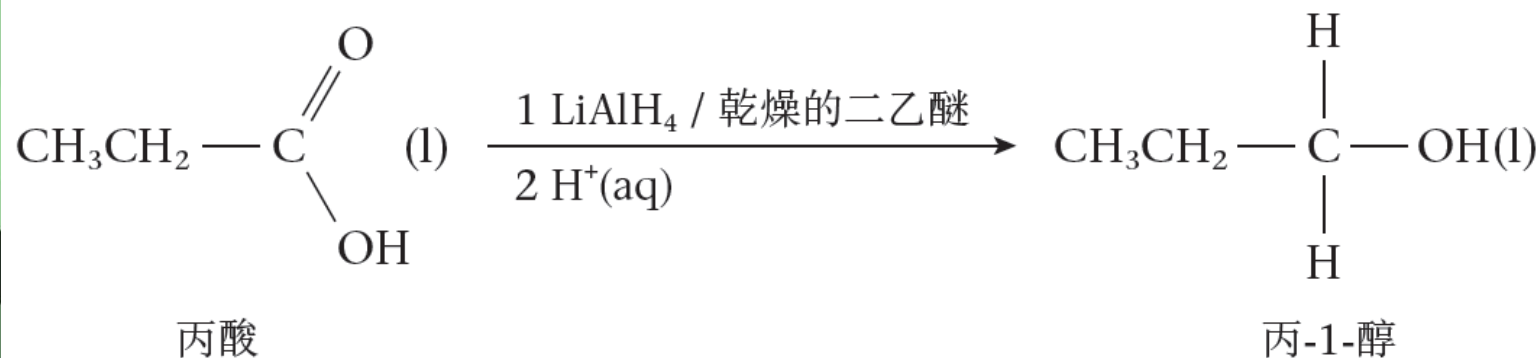 H
O
1 LiAlH₄ / 乾燥的二乙醚
CH₃CH₂ — C (l) CH₃CH₂ — C — OH(l)
2 H⁺(aq)
OH
H
丙酸 丙-1-醇